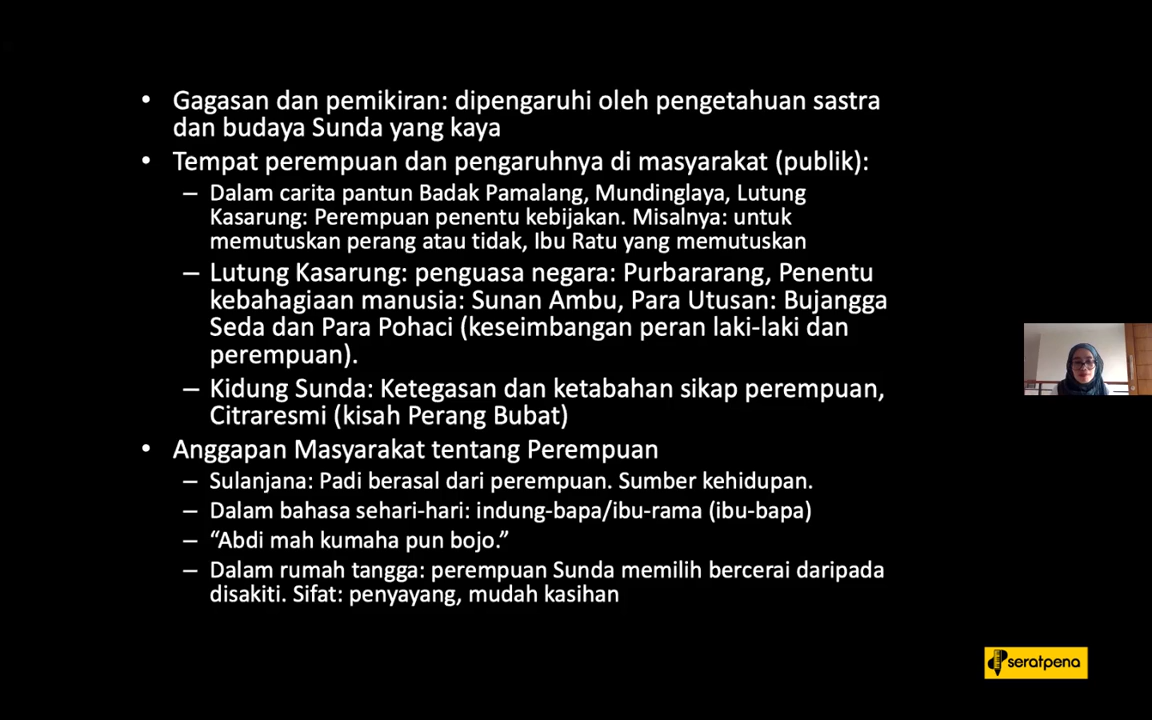 • Gagasan dan pemikiran: dipengaruhi oleh pengetahuan sastra
dan budaya Sunda yang kaya
• Tempat perempuan dan pengaruhnya di masyarakat (publik):
– Dalam carita pantun Badak Pamalang, Mundinglaya, Lutung
Kasarung: Perempuan penentu kebijakan. Misalnya: untuk
memutuskan perang atau tidak, Ibu Ratu yang memutuskan
– Lutung Kasarung: penguasa negara: Purbararang, Penentu
kebahagiaan manusia: Sunan Ambu, Para Utusan: Bujangga
Seda dan Para Pohaci (keseimbangan peran laki-laki dan
perempuan).
– Kidung Sunda: Ketegasan dan ketabahan sikap perempuan,
Citraresmi (kisah Perang Bubat)
• Anggapan Masyarakat tentang Perempuan
– Sulanjana: Padi berasal dari perempuan. Sumber kehidupan.
– Dalam bahasa sehari-hari: indung-bapa/ibu-rama (ibu-bapa)
– “Abdi mah kumaha pun bojo.”
– Dalam rumah tangga: perempuan Sunda memilih bercerai daripada
disakiti. Sifat: penyayang, mudah kasihan
seratpena